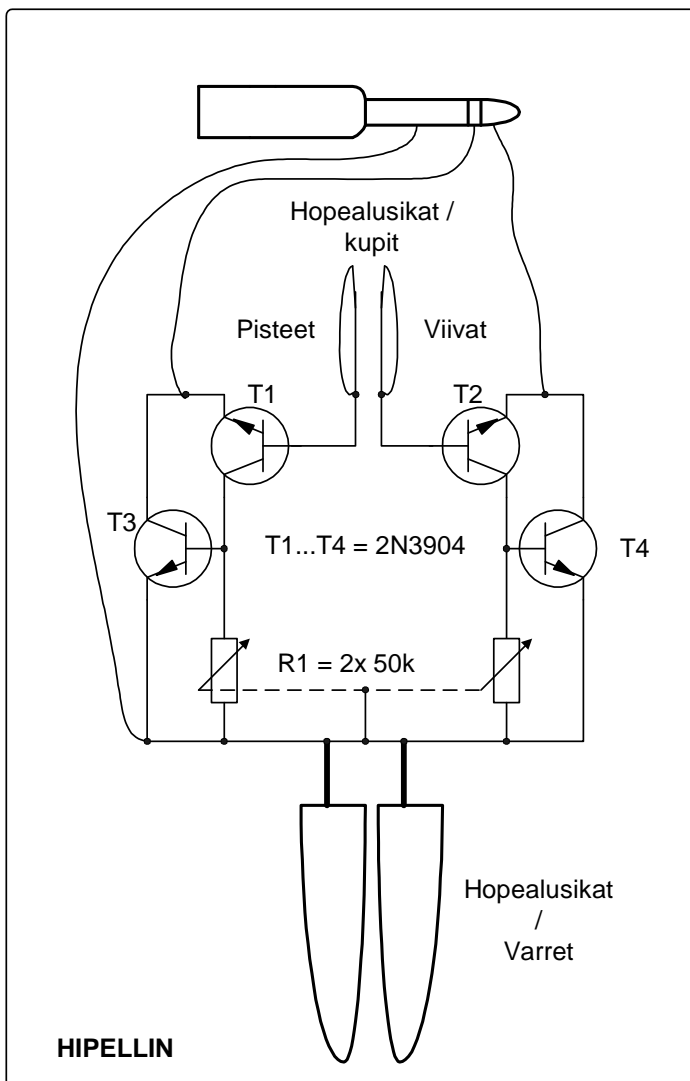 Hopealusikat /
kupit
Pisteet
Viivat
T1
T2
T3
T1...T4 = 2N3904
T4
R1 = 2x 50k
Hopealusikat
/
Varret
HIPELLIN